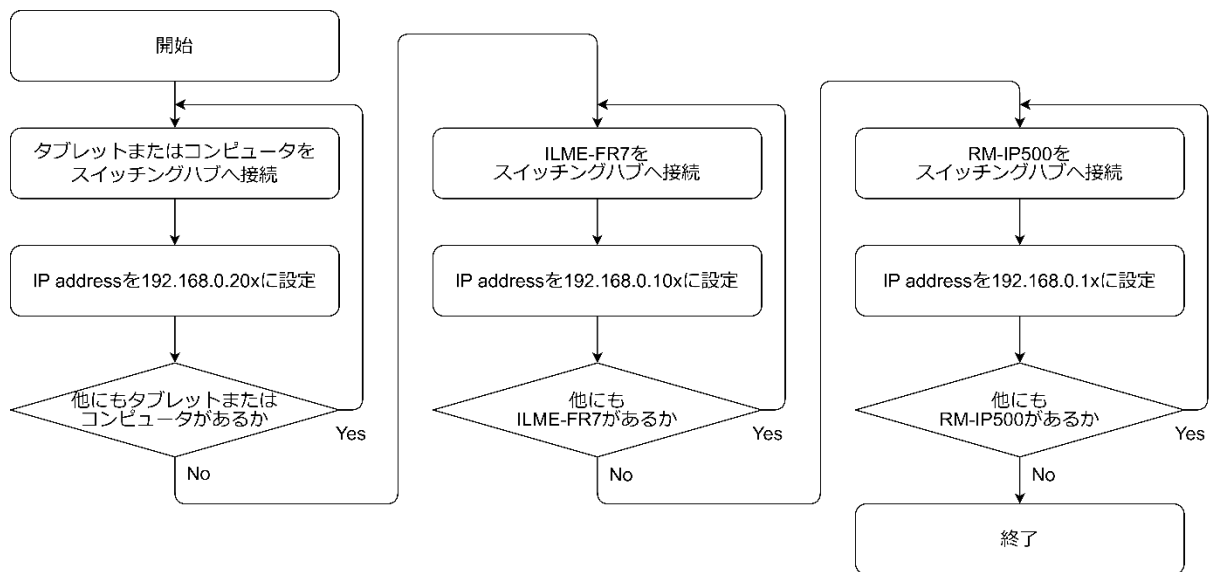 開始
タブレットまたはコンピュータを
スイッチングハブへ接続
IP addressを192.168.0.20xに設定
他にもタブレットまたは
コンピュータがあるか
Yes
No
ILME-FR7を
スイッチングハブへ接続
IP addressを192.168.0.10xに設定
他にも
ILME-FR7があるか
Yes
No
RM-IP500を
スイッチングハブへ接続
IP addressを192.168.0.1xに設定
他にも
RM-IP500があるか
Yes
No
終了